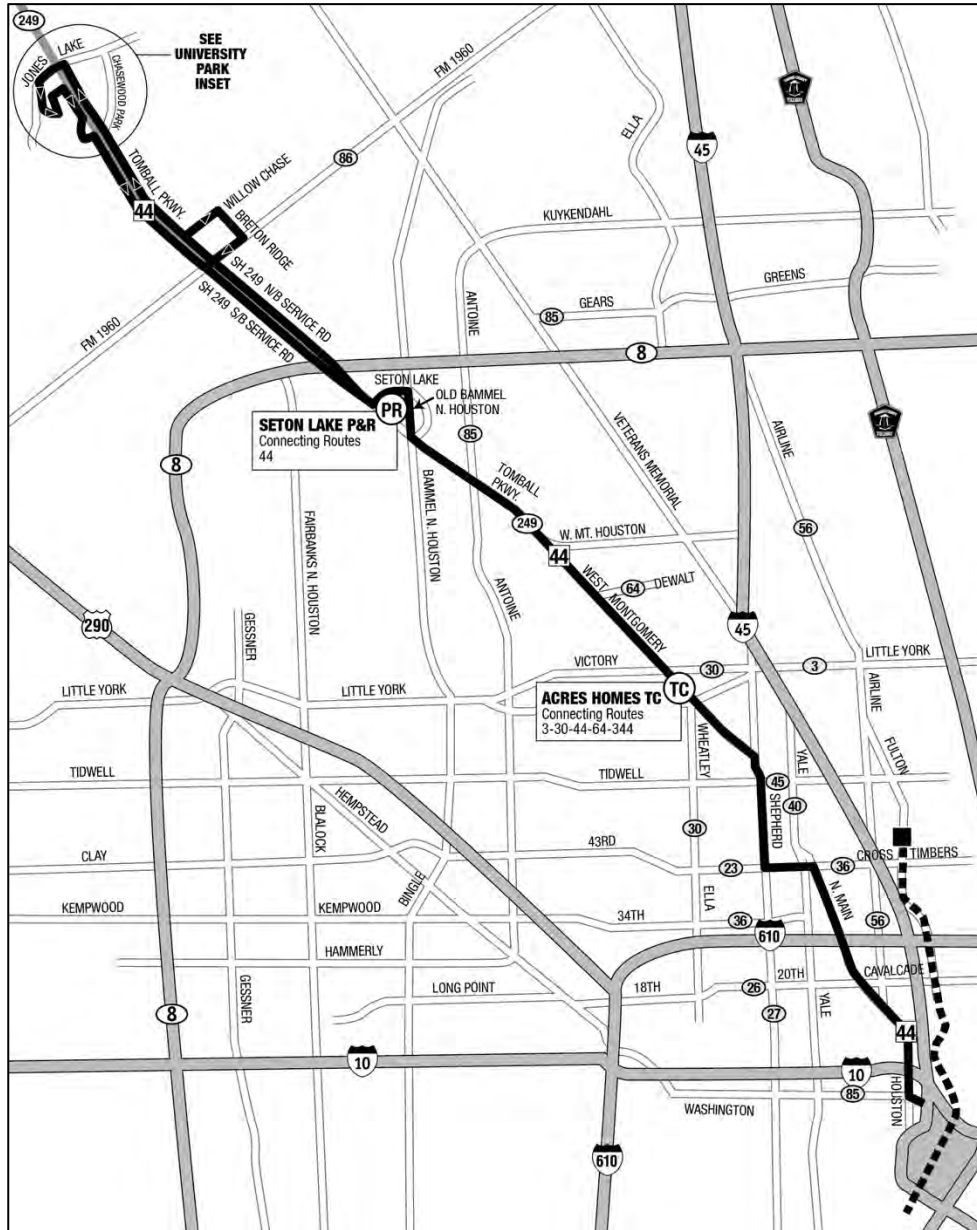 249
JONES LAKE
CHASEWOOD PARK
SEE
UNIVERSITY
PARK
INSET
FM 1960
86
WILLOW CHASE
BRETON RIDGE
TOMBALL PKWY.
44
SH 249 N/B SERVICE RD
SH 249 S/B SERVICE RD
FM 1960
ELLA
45
KUYKENDAHL
GREENS
GEARS
85
ANTOINE
8
SETON LAKE
OLD BAMMEL
N. HOUSTON
PR
SETON LAKE P&R
Connecting Routes
44
85
8
VETERANS MEMORIAL
AIRLINE
TOMBALL
PKWY.
249
BAMMEL N. HOUSTON
FAIRBANKS N. HOUSTON
56
W. MT. HOUSTON
44
ANTOINE
WEST MONTGOMERY
64
DEWALT
290
GESSNER
45
LITTLE YORK
VICTORY
30
3
LITTLE YORK
LITTLE YORK
TC
ACRES HOMES TC
Connecting Routes
3-30-44-64-344
AIRLINE
FULTON
WHEATLEY
YALE
TIDWELL
TIDWELL
45
SHEPHERD
40
HEMPSTEAD
BLALOCK
30
43RD
CLAY
23
36
CROSS TIMBERS
BINGLE
N. MAIN
KEMPWOOD
KEMPWOOD
34TH
ELLA
36
610
56
HAMMERLY
CAVALCADE
20TH
LONG POINT
18TH
26
YALE
GESSNER
27
8
44
10
10
HOUSTON
85
WASHINGTON
610